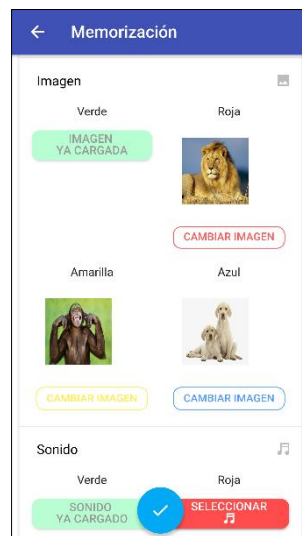 Memorización
Imagen
Verde
Roja
IMAGEN
YA CARGADA
CAMBIAR IMAGEN
Amarilla
Azul
CAMBIAR IMAGEN
CAMBIAR IMAGEN
Sonido
Verde
Roja
SONIDO
YA CARGADO
SELECCIONAR